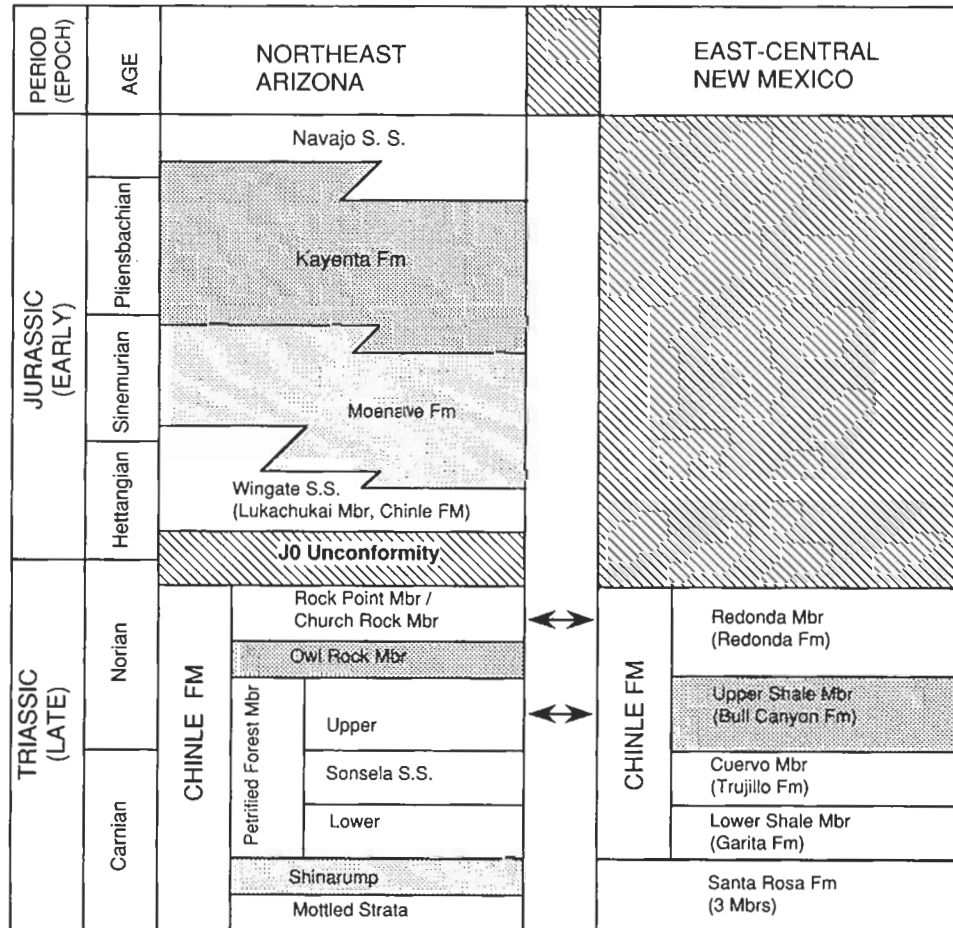 PERIOD
(EPOCH)
AGE
NORTHEAST
ARIZONA
EAST-CENTRAL
NEW MEXICO
JURASSIC
(EARLY)
Pliensbachian
Sinemurian
Hettangian
Navajo S. S.
Kayenta Fm
Moenave Fm
Wingate S.S.
(Lukachukai Mbr, Chinle FM)
J0 Unconformity
TRIASSIC
(LATE)
Norian
Carnian
CHINLE FM
Rock Point Mbr /
Church Rock Mbr
Owl Rock Mbr
Petrified Forest Mbr
Upper
Sonsela S.S.
Lower
Shinarump
Mottled Strata
CHINLE FM
Redonda Mbr
(Redonda Fm)
Upper Shale Mbr
(Bull Canyon Fm)
Cuervo Mbr
(Trujillo Fm)
Lower Shale Mbr
(Garita Fm)
Santa Rosa Fm
(3 Mbrs)